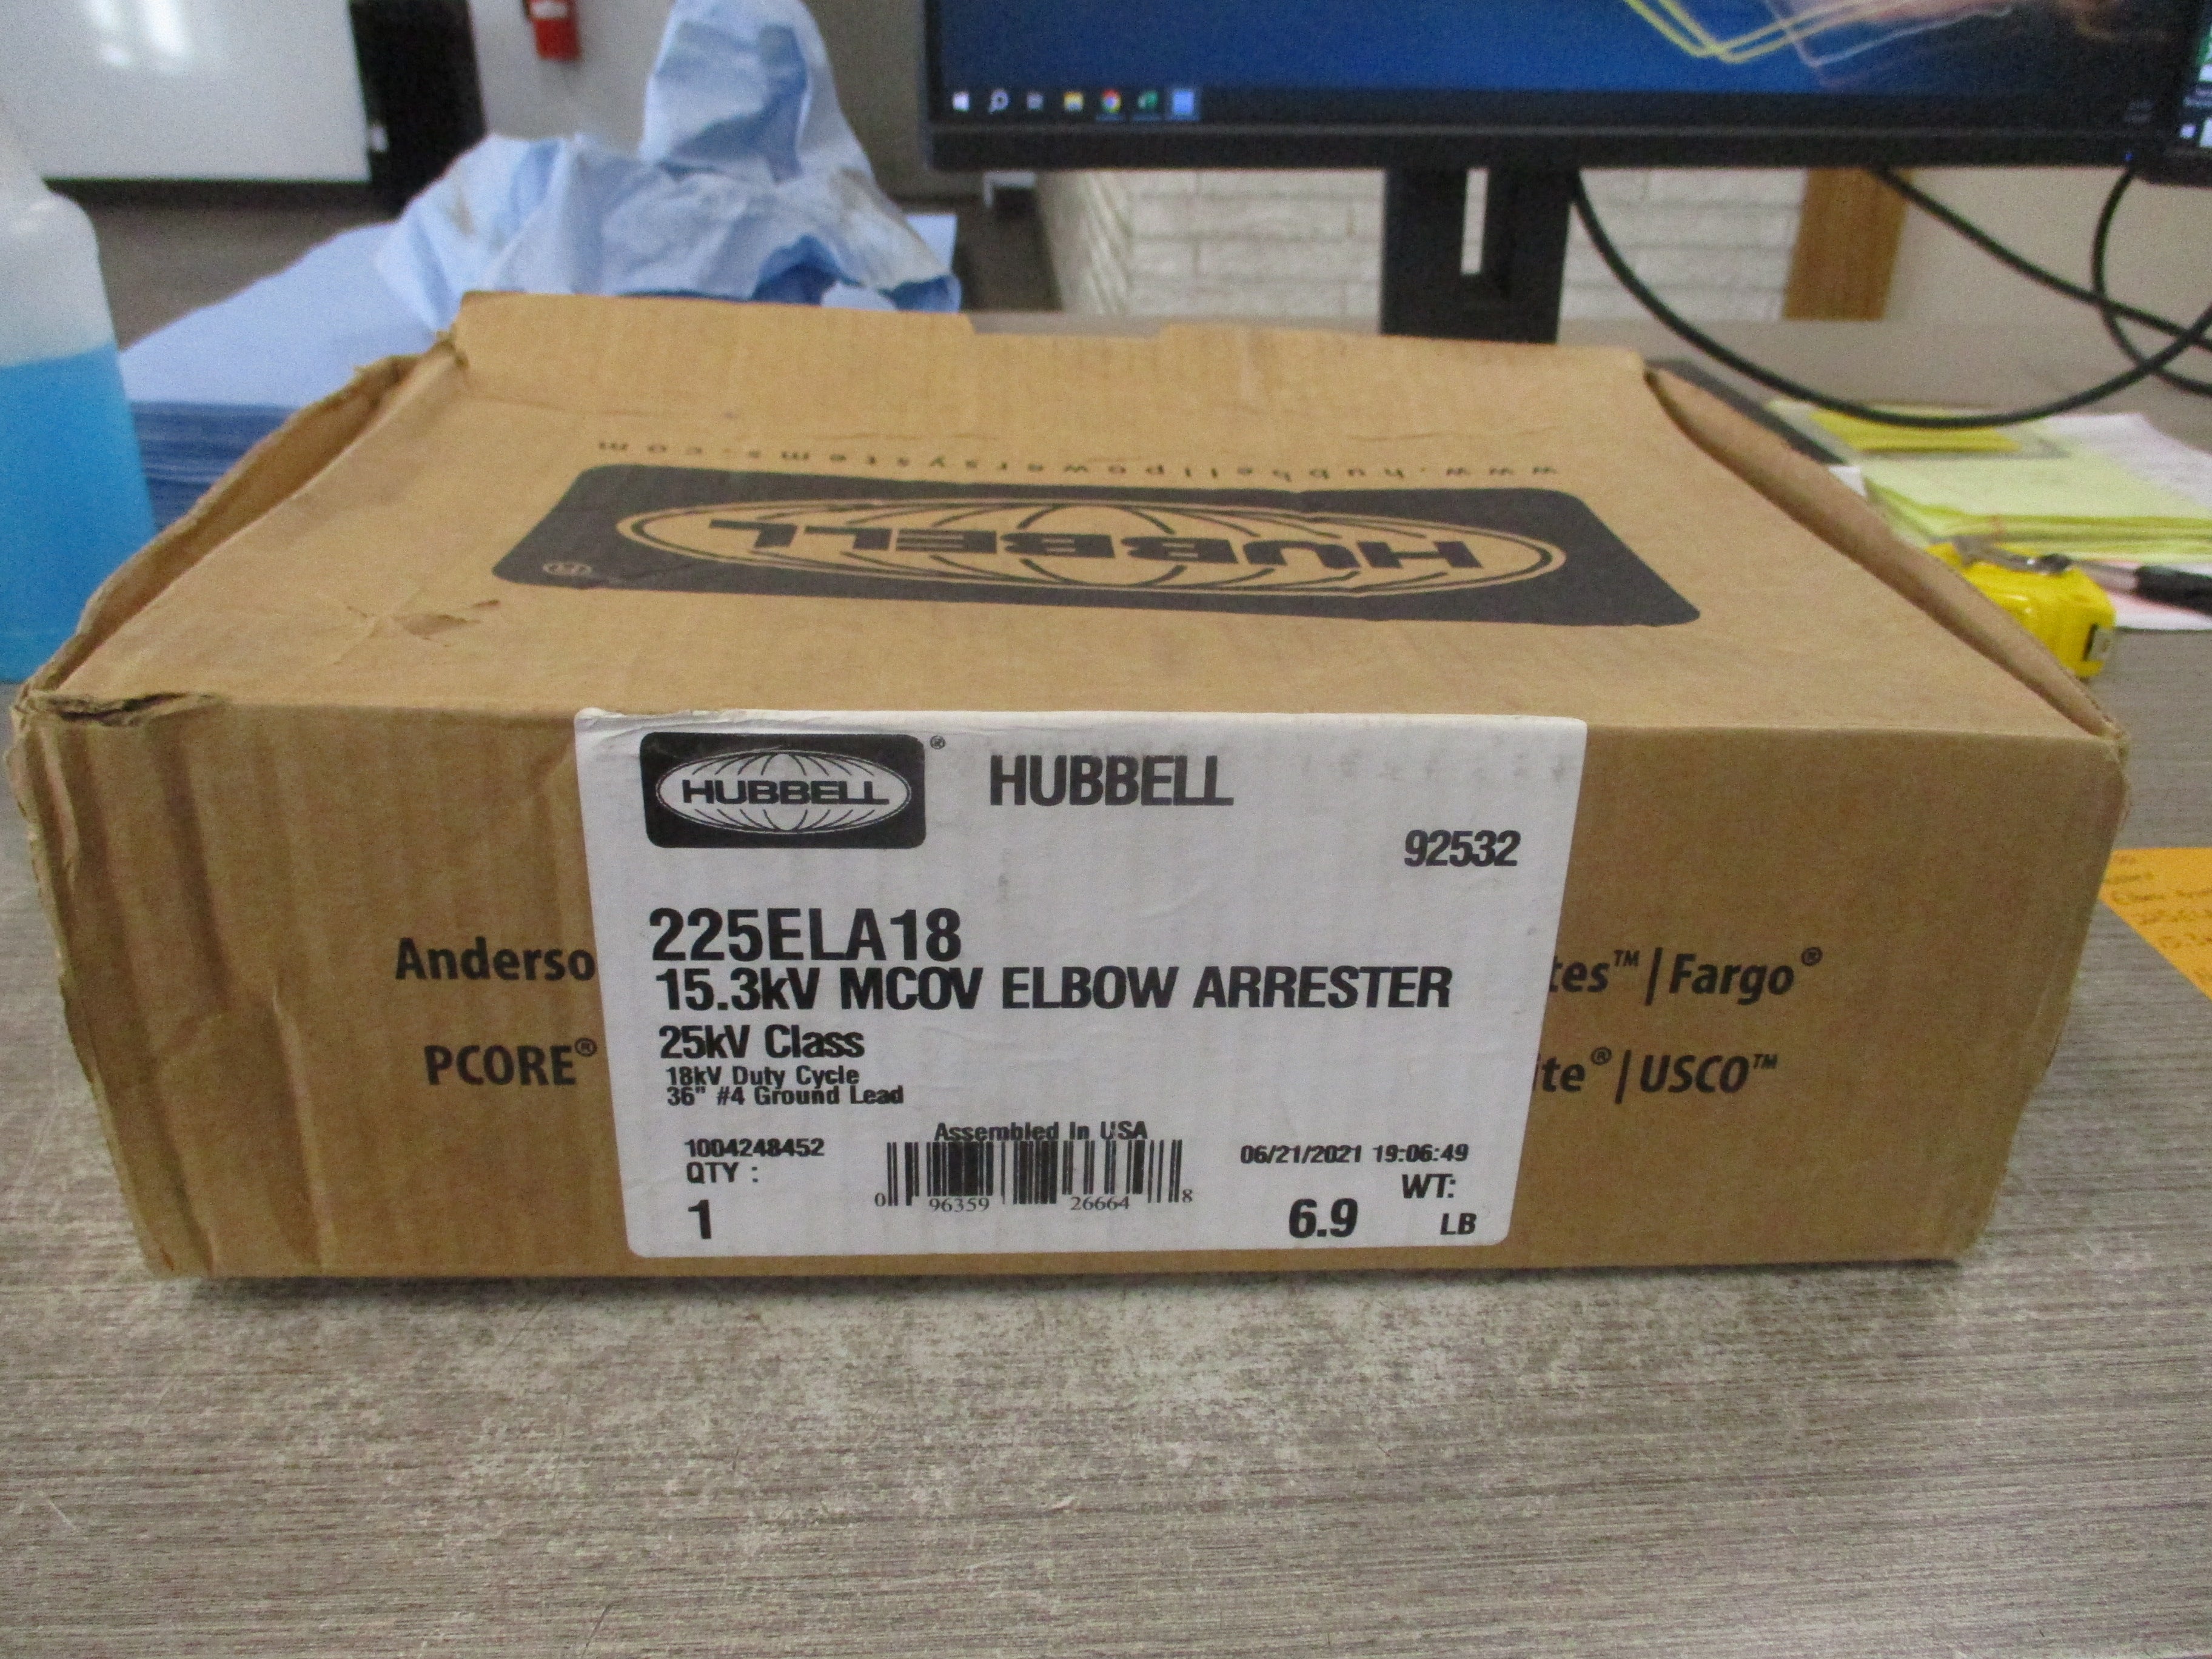 www.hubbellpowersystems.com
HUBBELL
HUBBELL ® HUBBELL
92532
225ELA18
15.3kV MCOV ELBOW ARRESTER
25kV Class
18kV Duty Cycle
36" #4 Ground Lead
Anderso
tes™ | Fargo®
PCORE®
ite® | USCO™
Assembled In USA
1004248452
06/21/2021 19:06:49
QTY :
WT:
0 96359 26664 8
1
6.9 LB